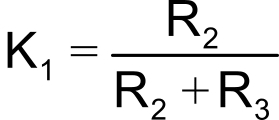 K₁ = R₂ / (R₂ + R₃)